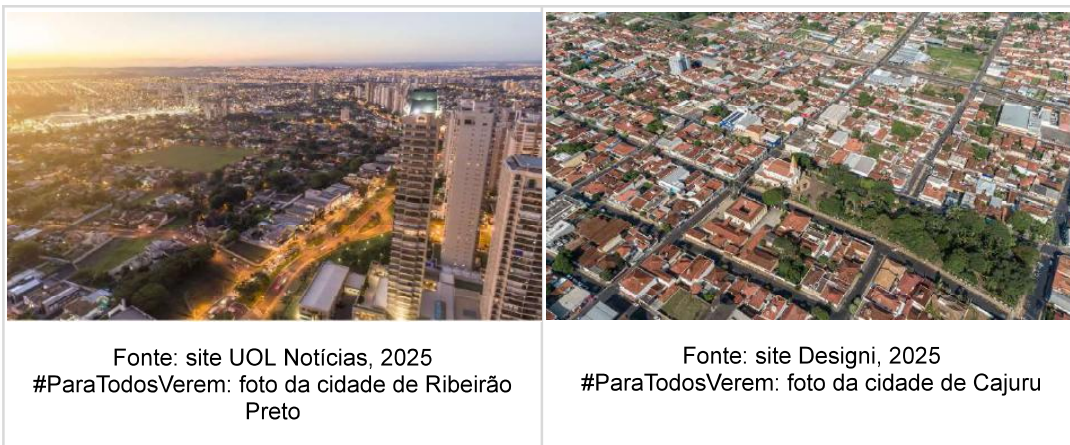 Fonte: site UOL Notícias, 2025
#ParaTodosVerem: foto da cidade de Ribeirão
Preto
Fonte: site Designi, 2025
#ParaTodosVerem: foto da cidade de Cajuru